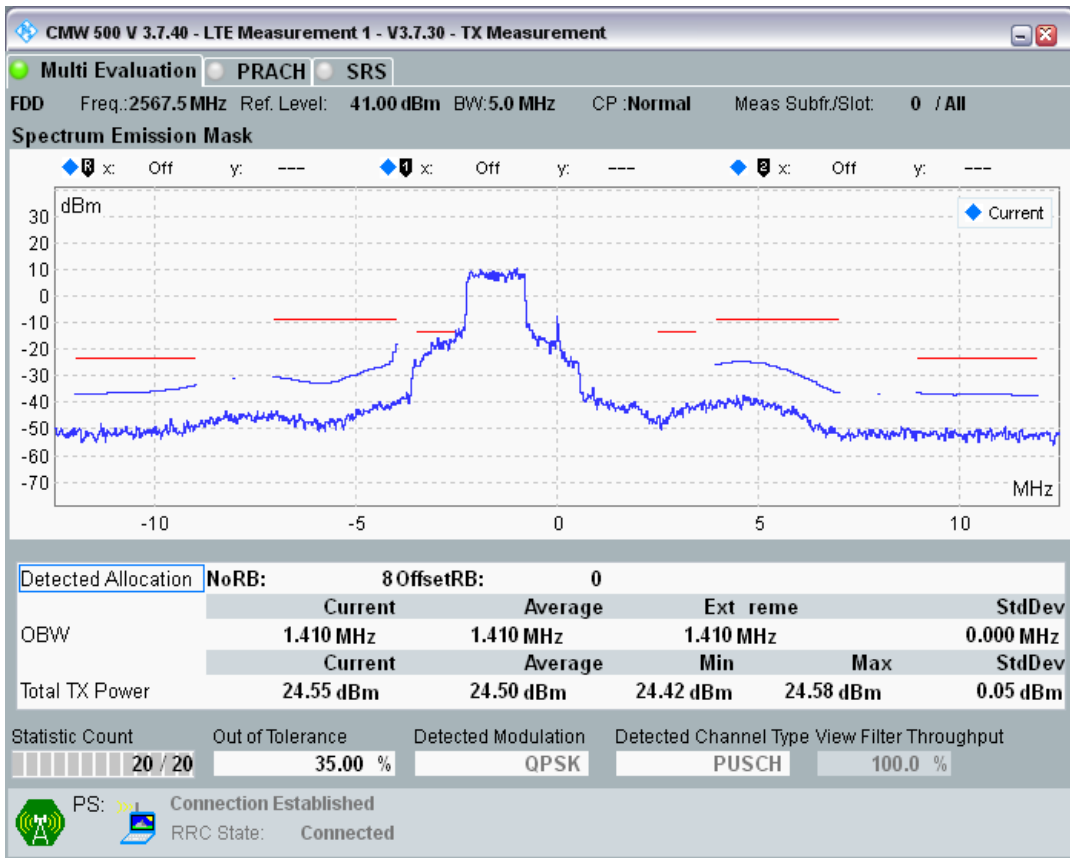 CMW 500 V 3.7.40 - LTE Measurement 1 - V3.7.30 - TX Measurement
Multi Evaluation PRACH SRS
FDD Freq.:2567.5 MHz Ref. Level: 41.00 dBm BW:5.0 MHz CP :Normal Meas Subfr./Slot: 0 / All
Spectrum Emission Mask
R x: Off y: --- 1 x: Off y: --- 2 x: Off y: ---
dBm
Current
30
20
10
0
-10
-20
-30
-40
-50
-60
-70
MHz
-10 -5 0 5 10
Detected Allocation NoRB: 8 OffsetRB: 0
Current Average Ext reme StdDev
OBW 1.410 MHz 1.410 MHz 1.410 MHz 0.000 MHz
Current Average Min Max StdDev
Total TX Power 24.55 dBm 24.50 dBm 24.42 dBm 24.58 dBm 0.05 dBm
Statistic Count Out of Tolerance Detected Modulation Detected Channel Type View Filter Throughput
20 / 20 35.00 % QPSK PUSCH 100.0 %
PS: Connection Established
RRC State: Connected